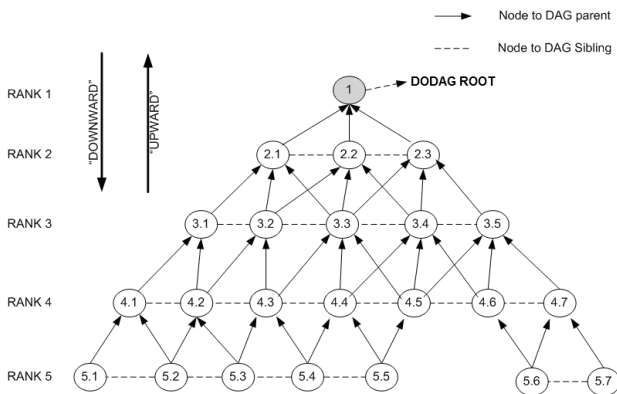 Node to DAG parent
Node to DAG Sibling
RANK 1
"DOWNWARD"
"UPWARD"
1
DODAG ROOT
RANK 2
2.1
2.2
2.3
RANK 3
3.1
3.2
3.3
3.4
3.5
RANK 4
4.1
4.2
4.3
4.4
4.5
4.6
4.7
RANK 5
5.1
5.2
5.3
5.4
5.5
5.6
5.7